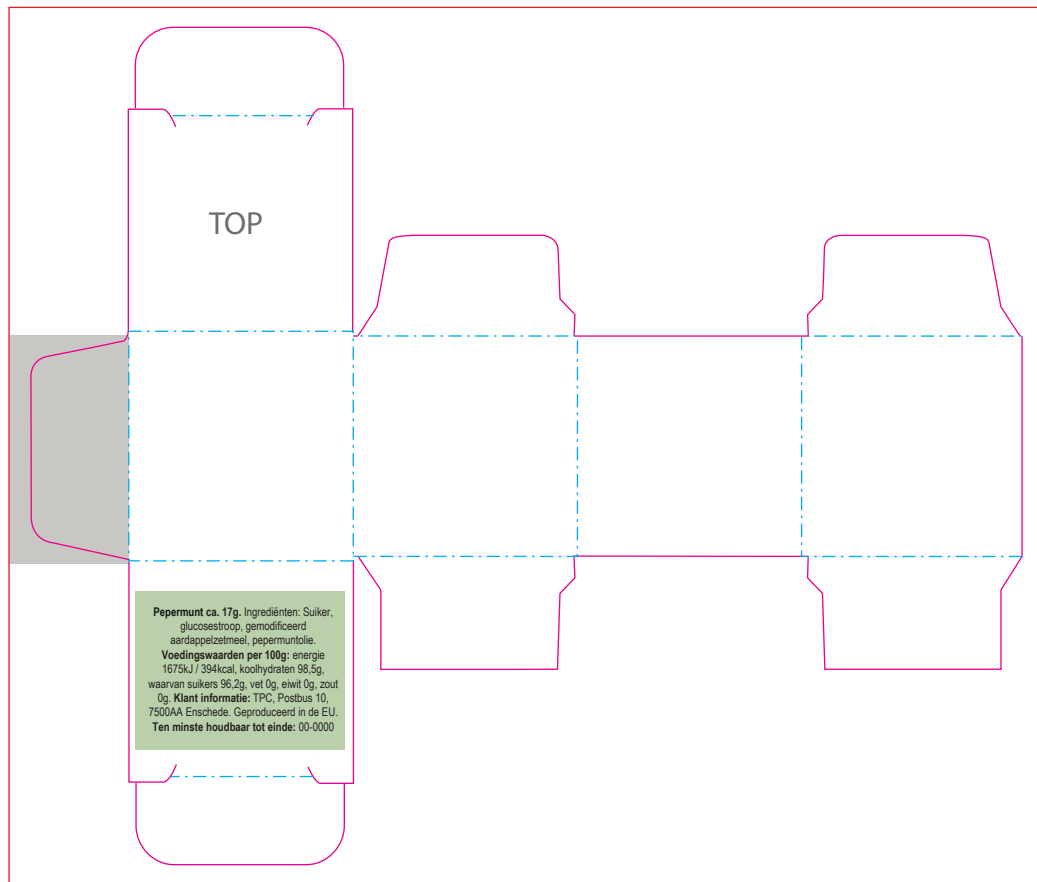 TOP
Pepermunt ca. 17g. Ingrediënten: Suiker,
glucosestroop, gemodificeerd
aardappelzetmeel, pepermuntolie.
Voedingswaarden per 100g: energie
1675kJ / 394kcal, koolhydraten 98,5g,
waarvan suikers 96,2g, vet 0g, eiwit 0g, zout
0g. Klant informatie: TPC, Postbus 10,
7500AA Enschede. Geproduceerd in de EU.
Ten minste houdbaar tot einde: 00-0000